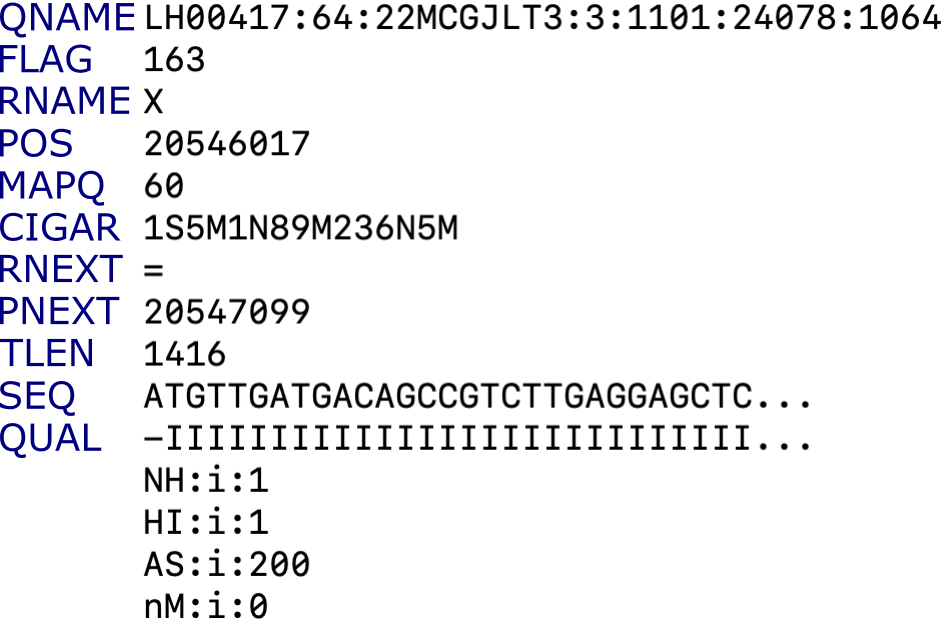 QNAME LH00417:64:22MCGJLT3:3:1101:24078:1064
FLAG 163
RNAME X
POS 20546017
MAPQ 60
CIGAR 1S5M1N89M236N5M
RNEXT =
PNEXT 20547099
TLEN 1416
SEQ ATGTTGATGACAGCCGTCTTGAGGAGCTC...
QUAL -IIIIIIIIIIIIIIIIIIIIIIIIIIII...
NH:i:1
HI:i:1
AS:i:200
nM:i:0